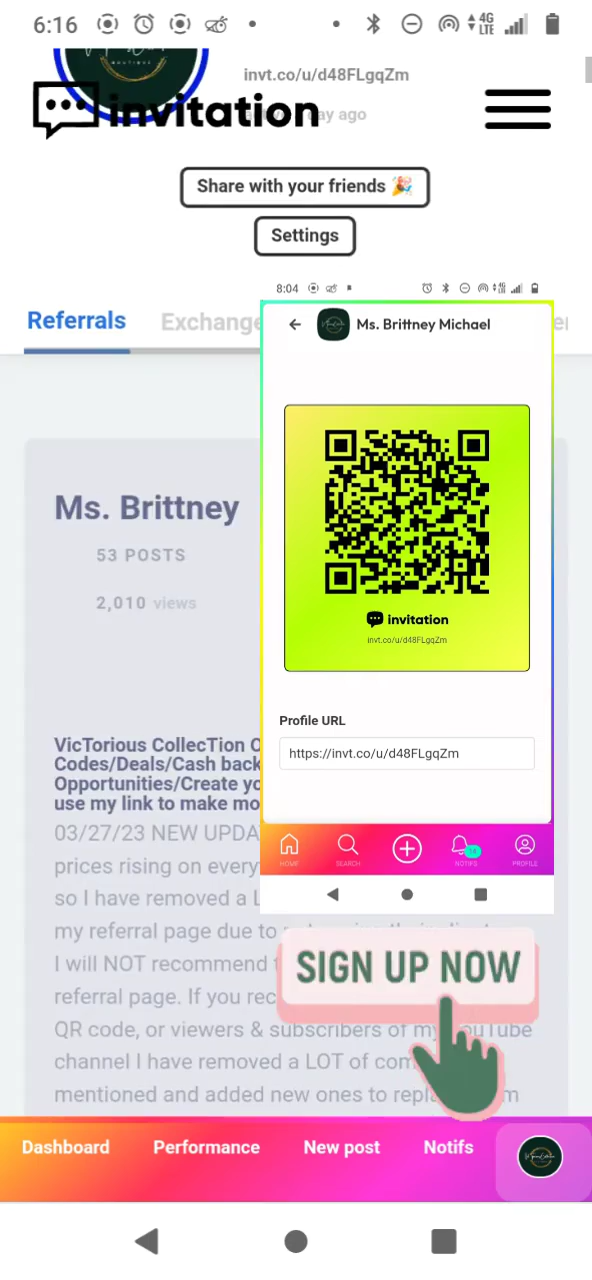 6:16
4G
LTE
invt.co/u/d48FLgqZm
invitation
day ago
Share with your friends 🎉
Settings
Referrals
Exchange
8:04
Ms. Brittney Michael
invitation
invt.co/u/d48FLgqZm
Profile URL
https://invt.co/u/d48FLgqZm
HOME
SEARCH
NOTIFS
PROFILE
Ms. Brittney
53 POSTS
2,010 views
VicTorious CollecTion C
Codes/Deals/Cash back
Opportunities/Create yo
use my link to make mo
03/27/23 NEW UPDA
prices rising on every
so I have removed a L
my referral page due to
I will NOT recommend
referral page. If you rec
QR code, or viewers & subscribers of my YouTube
channel I have removed a LOT of com
mentioned and added new ones to repla
SIGN UP NOW
Dashboard
Performance
New post
Notifs